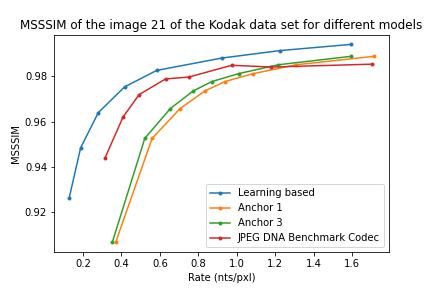 MSSSIM of the image 21 of the Kodak data set for different models
MSSSIM
0.98
0.96
0.94
0.92
Learning based
Anchor 1
Anchor 3
JPEG DNA Benchmark Codec
0.2 0.4 0.6 0.8 1.0 1.2 1.4 1.6
Rate (nts/pxl)